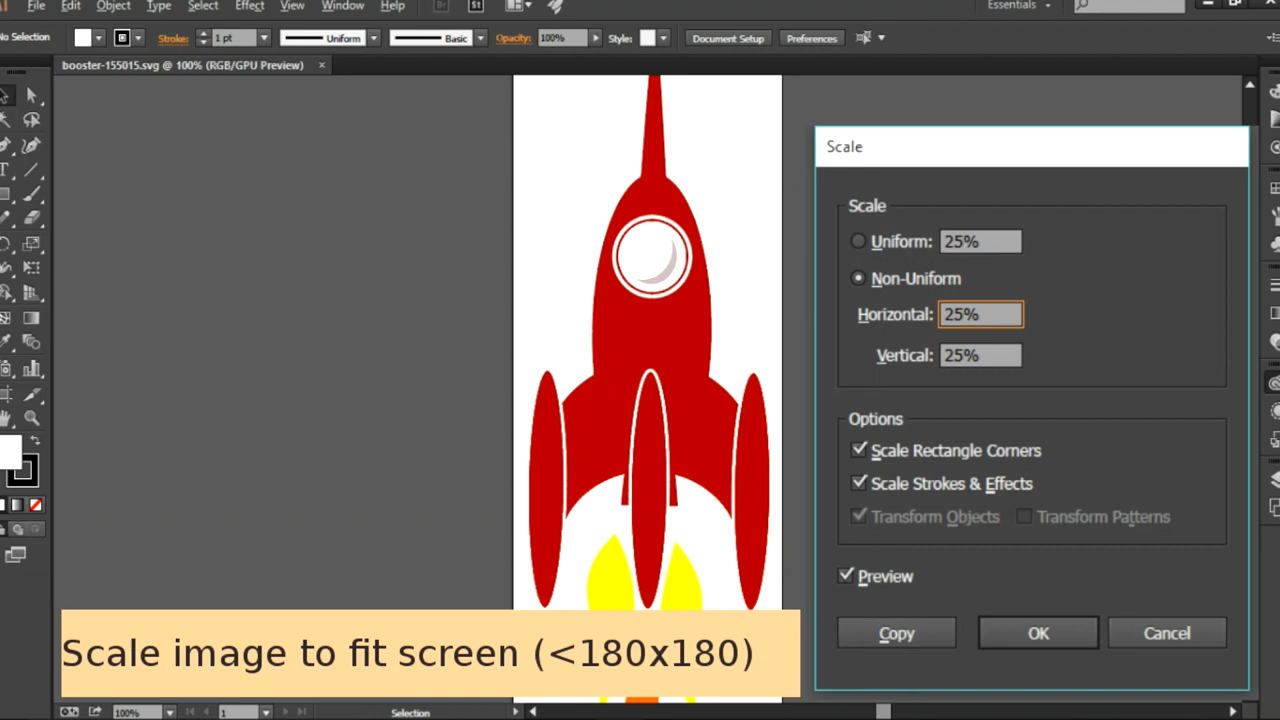 File Edit Object Type Select Effect View Window Help Br St Essentials
No Selection Stroke: 1 pt Uniform Basic Opacity: 100% Style: Document Setup Preferences
booster-155015.svg @ 100% (RGB/GPU Preview) ×
Scale
Scale
Uniform: 25%
Non-Uniform
Horizontal: 25%
Vertical: 25%
Options
Scale Rectangle Corners
Scale Strokes & Effects
Transform Objects Transform Patterns
Preview
Copy OK Cancel
Scale image to fit screen (<180x180)
100% 1 Selection